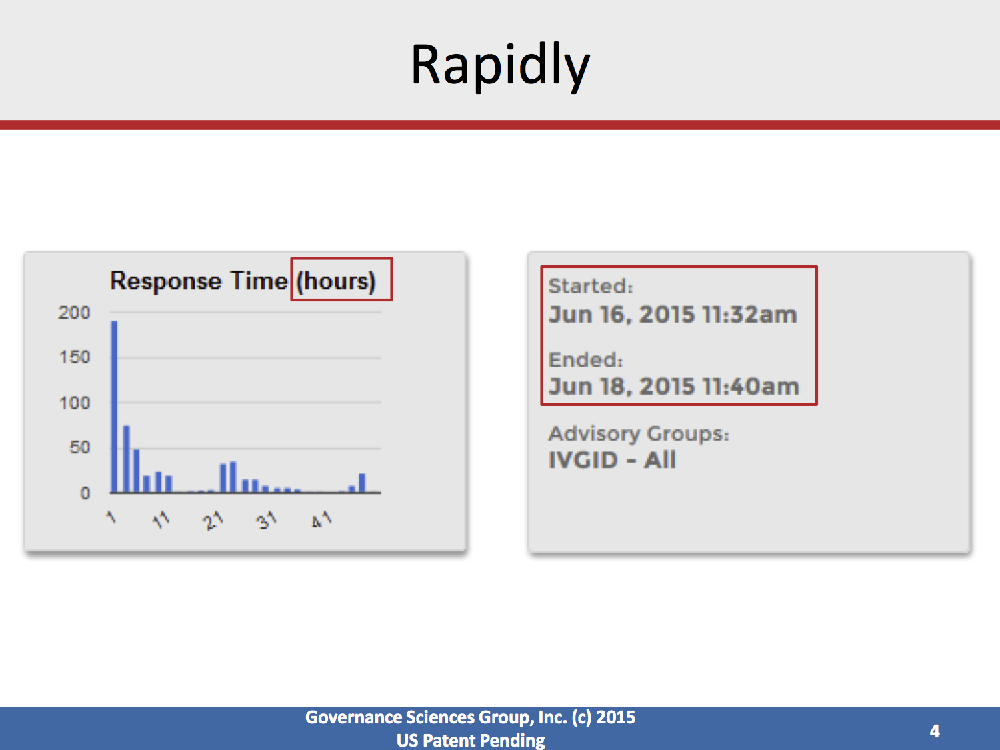 Rapidly
Response Time (hours)
200
150
100
50
0
1
11
21
31
41
Started:
Jun 16, 2015 11:32am
Ended:
Jun 18, 2015 11:40am
Advisory Groups:
IVGID - All
Governance Sciences Group, Inc. (c) 2015
US Patent Pending
4